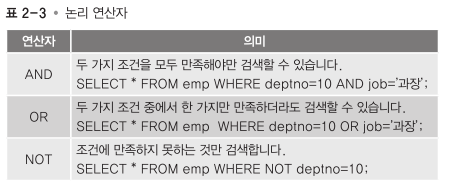 표 2-3 • 논리 연산자
연산자 의미
AND 두 가지 조건을 모두 만족해야만 검색할 수 있습니다.
SELECT * FROM emp WHERE deptno=10 AND job='과장';
OR 두 가지 조건 중에서 한 가지만 만족하더라도 검색할 수 있습니다.
SELECT * FROM emp WHERE deptno=10 OR job='과장';
NOT 조건에 만족하지 못하는 것만 검색합니다.
SELECT * FROM emp WHERE NOT deptno=10;